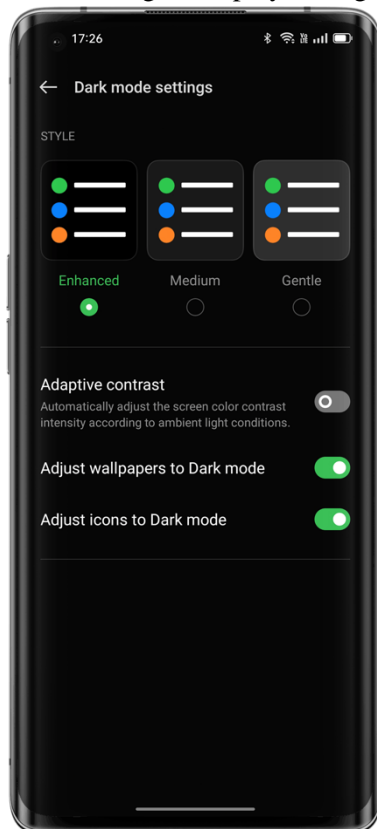 17:26
Dark mode settings
STYLE
Enhanced
Medium
Gentle
Adaptive contrast
Automatically adjust the screen color contrast
intensity according to ambient light conditions.
Adjust wallpapers to Dark mode
Adjust icons to Dark mode